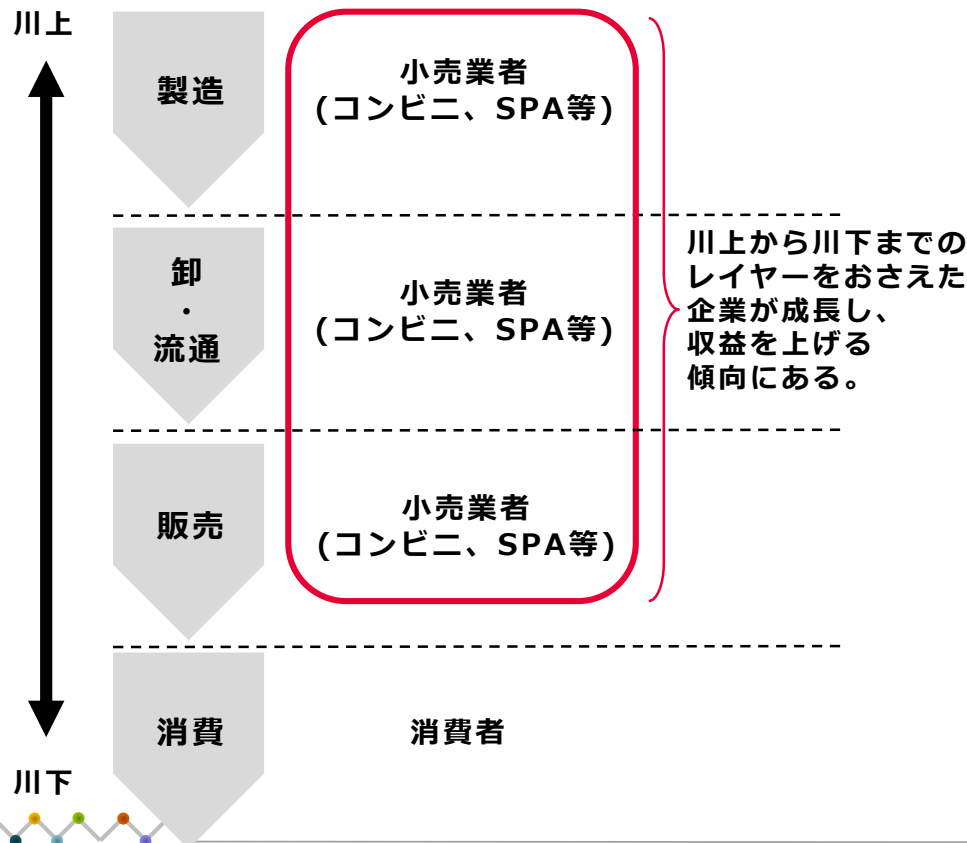 川上
製造
小売業者
(コンビニ、SPA等)
卸
・
流通
小売業者
(コンビニ、SPA等)
川上から川下までの
レイヤーをおさえた
企業が成長し、
収益を上げる
傾向にある。
販売
小売業者
(コンビニ、SPA等)
消費
消費者
川下